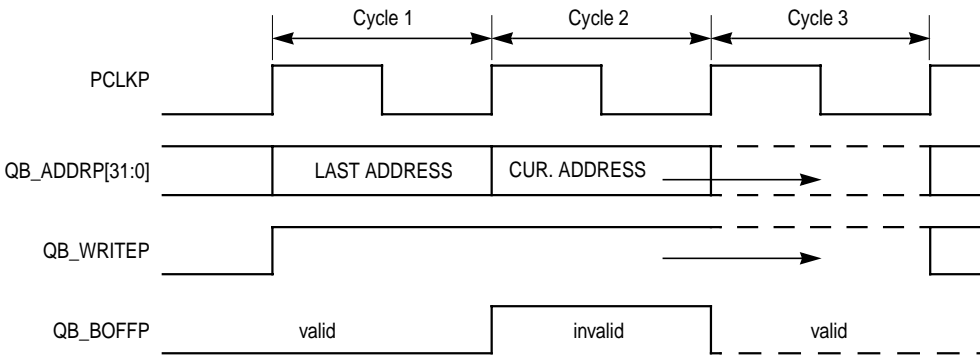 Cycle 1 Cycle 2 Cycle 3
PCLKP
QB_ADDRP[31:0] LAST ADDRESS CUR. ADDRESS
QB_WRITEP
QB_BOFFP valid invalid valid